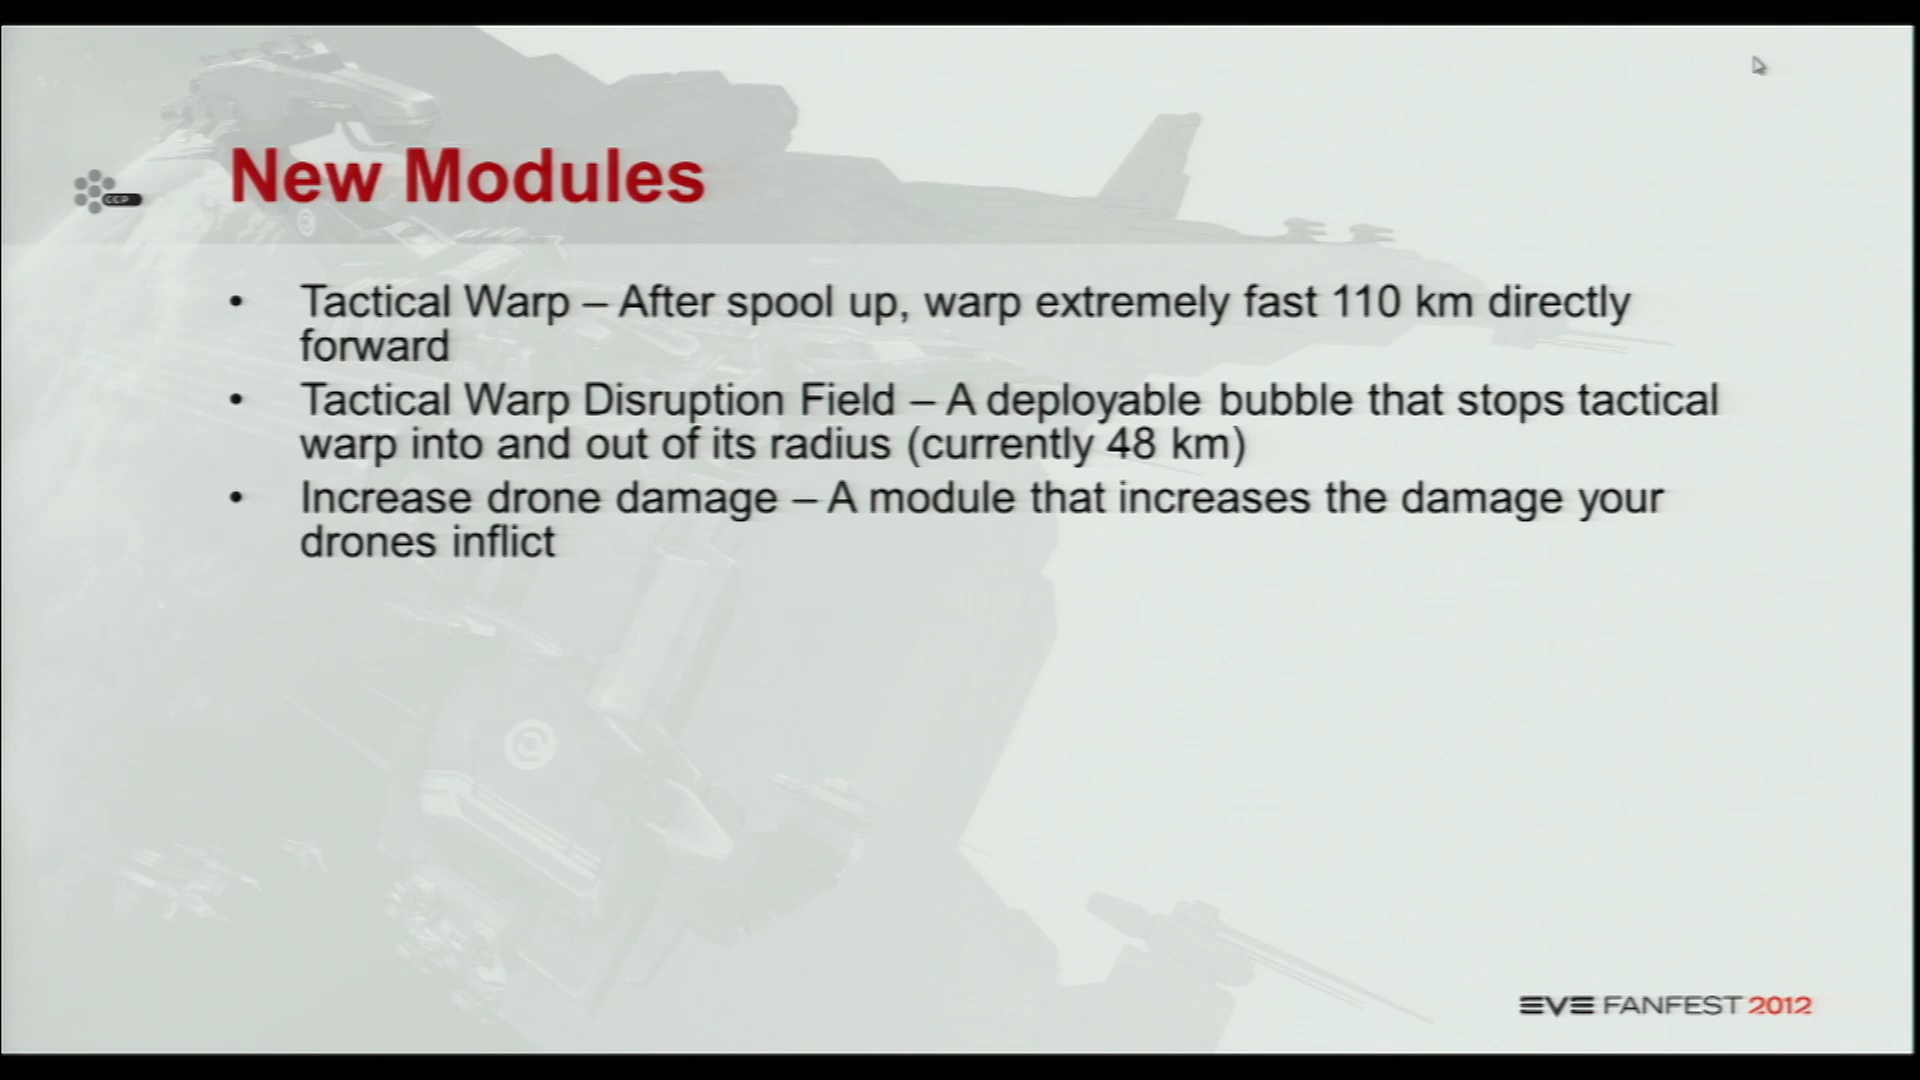 CCP
New Modules
• Tactical Warp – After spool up, warp extremely fast 110 km directly
forward
• Tactical Warp Disruption Field – A deployable bubble that stops tactical
warp into and out of its radius (currently 48 km)
• Increase drone damage – A module that increases the damage your
drones inflict
EVE FANFEST 2012